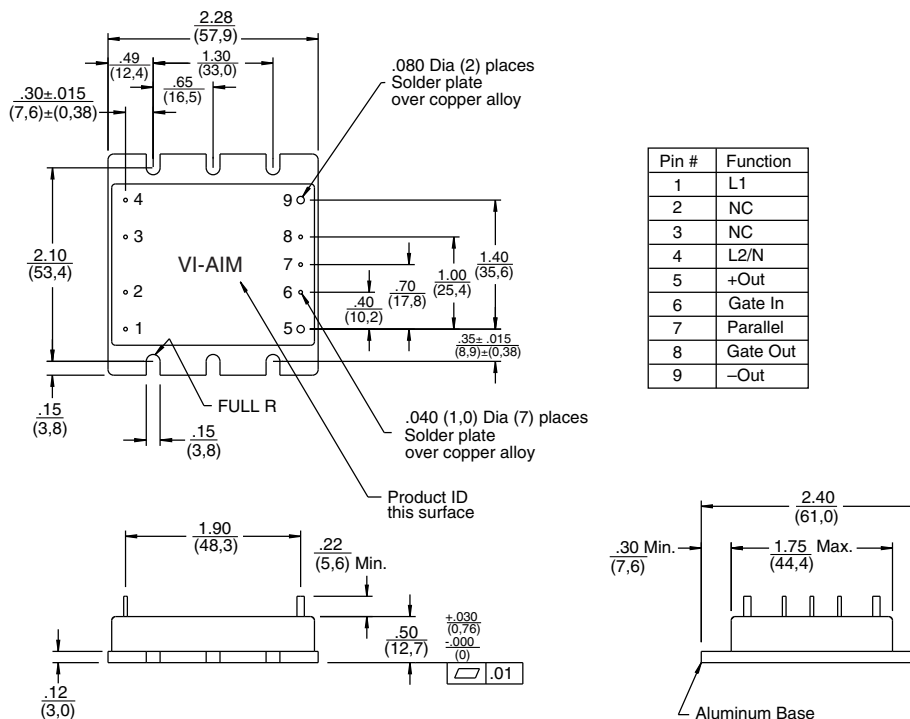 2.28
(57,9)
.49
(12,4)
1.30
(33,0)
.65
(16,5)
.30±.015
(7,6)±(0,38)
.080 Dia (2) places
Solder plate
over copper alloy
4
3
2
1
9
8
7
6
5
VI-AIM
2.10
(53,4)
.40
(10,2)
.70
(17,8)
1.00
(25,4)
1.40
(35,6)
.35± .015
(8,9)±(0,38)
.15
(3,8)
.15
(3,8)
FULL R
.040 (1,0) Dia (7) places
Solder plate
over copper alloy
Product ID
this surface
Pin # Function
1 L1
2 NC
3 NC
4 L2/N
5 +Out
6 Gate In
7 Parallel
8 Gate Out
9 –Out
1.90
(48,3)
.22
(5,6) Min.
.50
(12,7)
+.030
(0,76)
-.000
(0)
.01
.12
(3,0)
2.40
(61,0)
.30 Min.
(7,6)
1.75 Max.
(44,4)
Aluminum Base